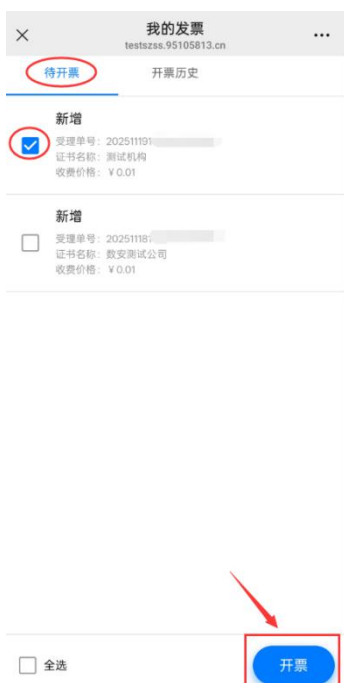 我的发票
testszss.95105813.cn
待开票
开票历史
新增
受理单号：202511191
证书名称：测试机构
收费价格：￥0.01
新增
受理单号：202511181
证书名称：数安测试公司
收费价格：￥0.01
全选
开票